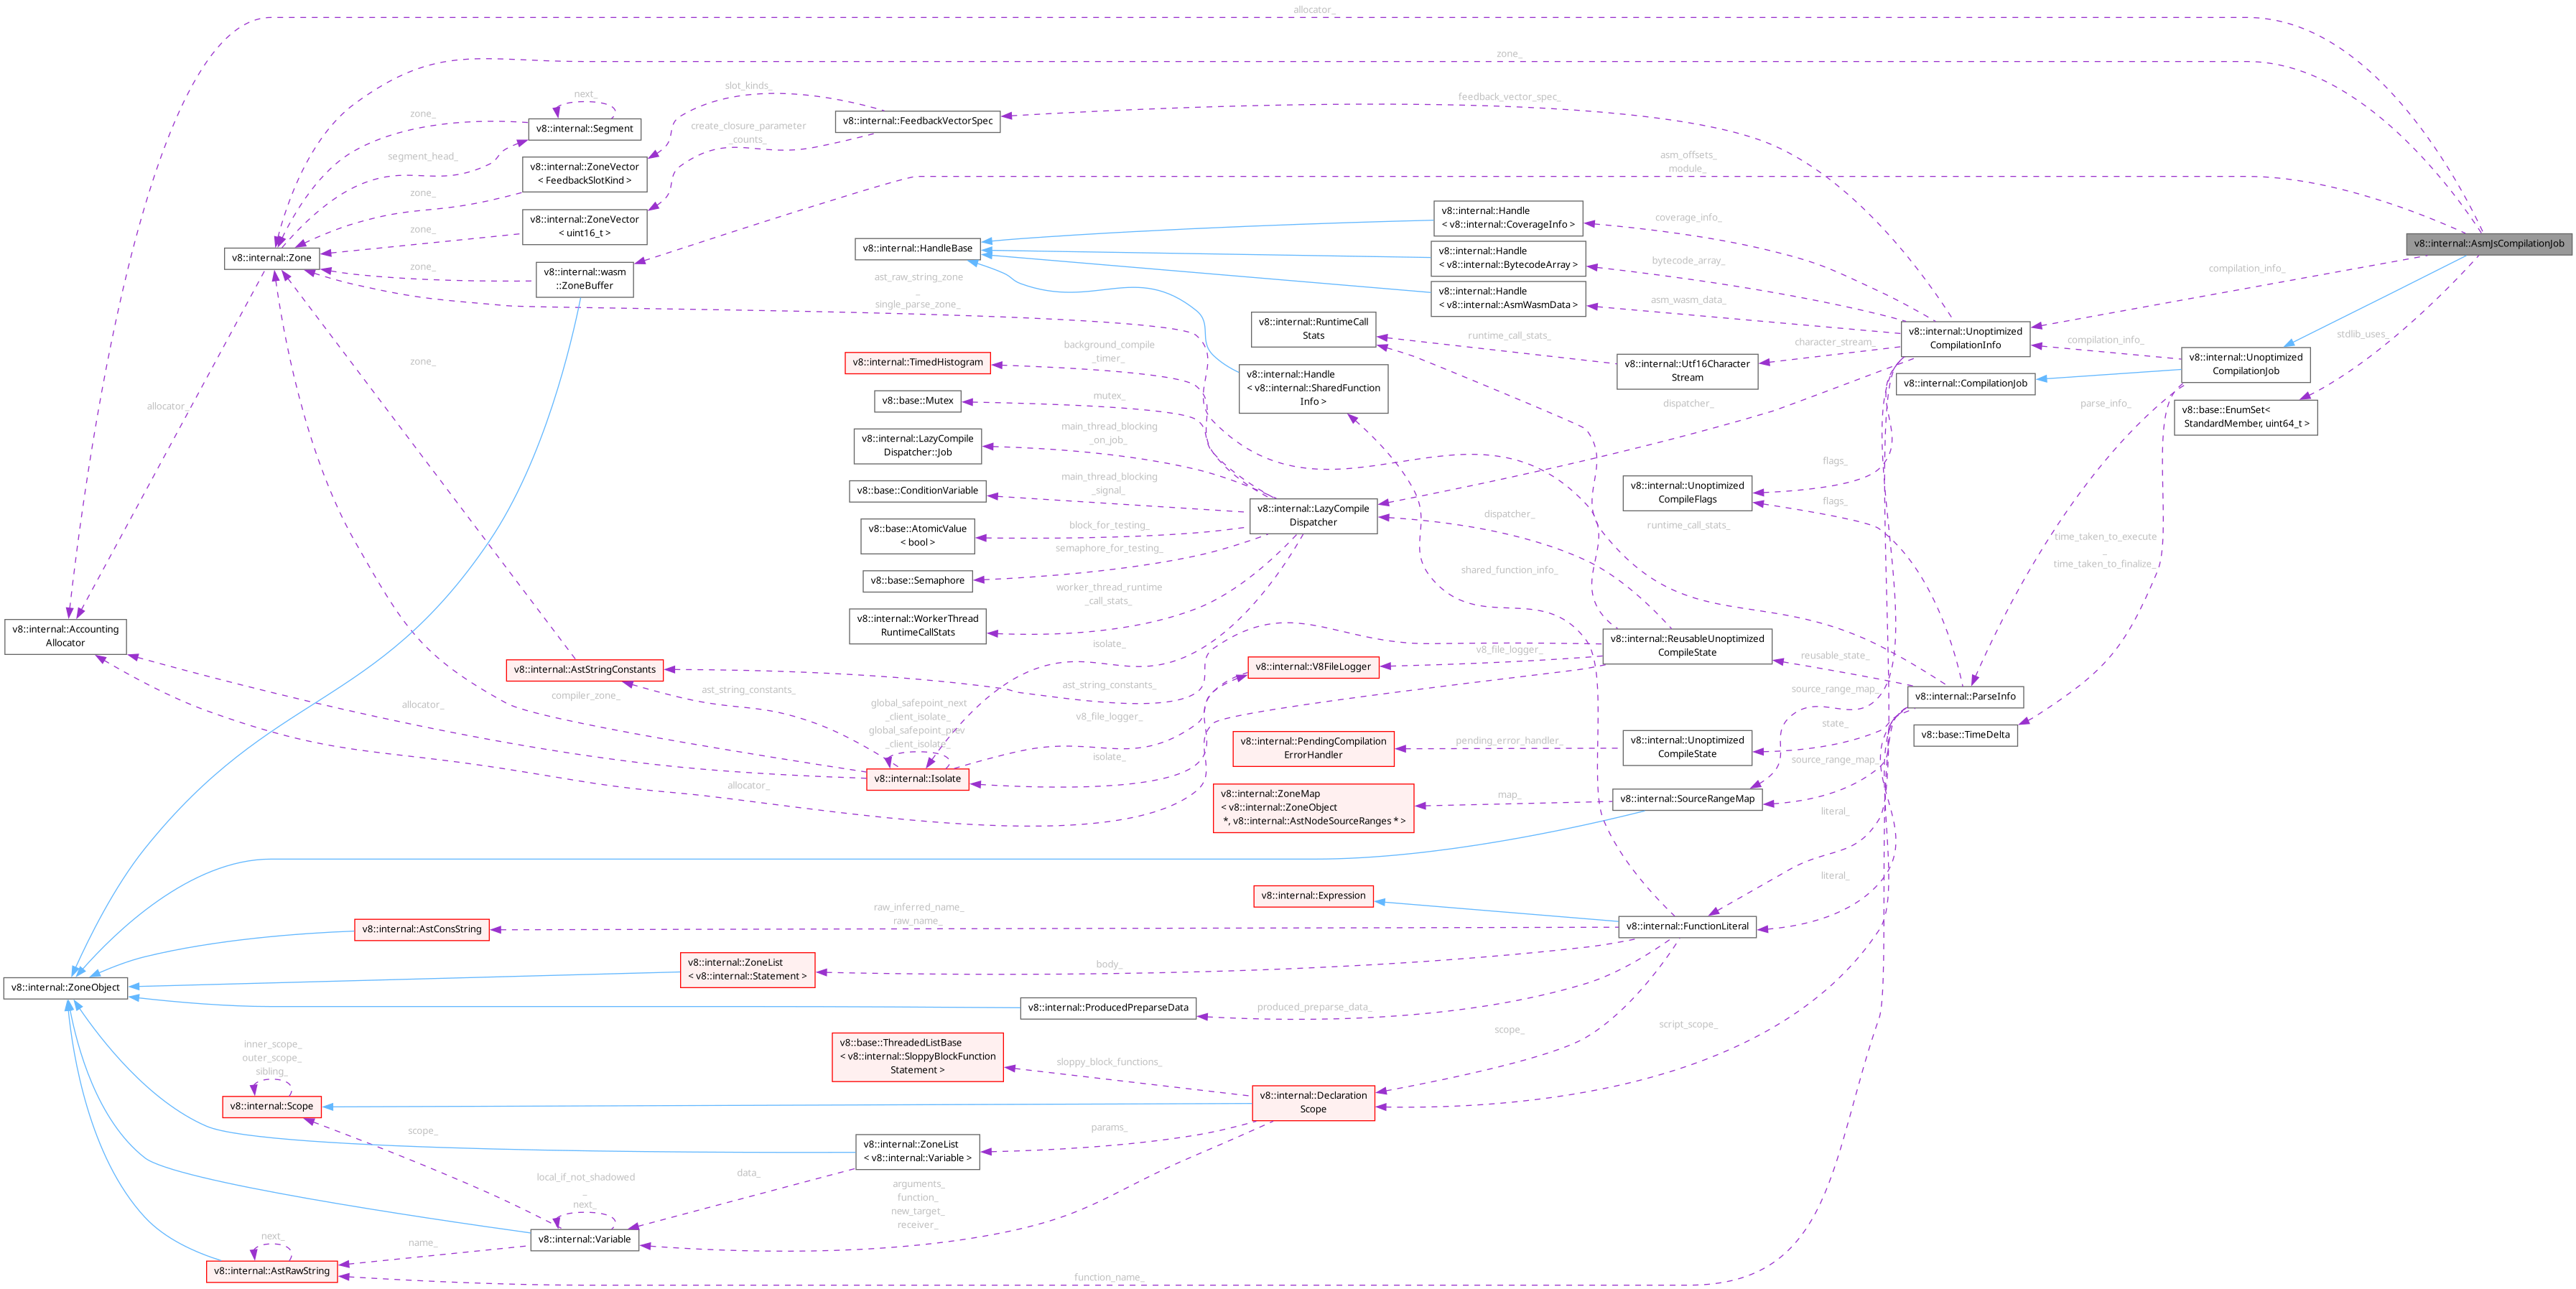 allocator_
zone_
next_
slot_kinds_
zone_
v8::internal::Segment
v8::internal::FeedbackVectorSpec
feedback_vector_spec_
create_closure_parameter
_counts_
segment_head_
v8::internal::ZoneVector
< FeedbackSlotKind >
asm_offsets_
module_
zone_
v8::internal::ZoneVector
< uint16_t >
zone_
v8::internal::Handle
< v8::internal::CoverageInfo >
coverage_info_
v8::internal::AsmJsCompilationJob
v8::internal::Zone
v8::internal::HandleBase
v8::internal::Handle
< v8::internal::BytecodeArray >
bytecode_array_
compilation_info_
zone_
v8::internal::wasm
::ZoneBuffer
ast_raw_string_zone
_
single_parse_zone_
v8::internal::Handle
< v8::internal::AsmWasmData >
asm_wasm_data_
v8::internal::RuntimeCall
Stats
runtime_call_stats_
v8::internal::Unoptimized
CompilationInfo
character_stream_
compilation_info_
stdlib_uses_
background_compile
_timer_
v8::internal::TimedHistogram
zone_
v8::internal::Handle
< v8::internal::SharedFunction
Info >
v8::internal::Utf16Character
Stream
v8::internal::Unoptimized
CompilationJob
v8::internal::CompilationJob
allocator_
v8::base::Mutex
mutex_
dispatcher_
parse_info_
v8::base::EnumSet<
StandardMember, uint64_t >
v8::internal::LazyCompile
Dispatcher::Job
main_thread_blocking
_on_job_
v8::base::ConditionVariable
main_thread_blocking
_signal_
v8::internal::Unoptimized
CompileFlags
flags_
flags_
v8::internal::LazyCompile
Dispatcher
dispatcher_
runtime_call_stats_
v8::base::AtomicValue
< bool >
block_for_testing_
time_taken_to_execute
_
time_taken_to_finalize_
v8::base::Semaphore
semaphore_for_testing_
shared_function_info_
v8::internal::WorkerThread
RuntimeCallStats
worker_thread_runtime
_call_stats_
v8::internal::Accounting
Allocator
isolate_
v8::internal::ReusableUnoptimized
CompileState
v8_file_logger_
reusable_state_
v8::internal::AstStringConstants
v8::internal::V8FileLogger
ast_string_constants_
ast_string_constants_
compiler_zone_
allocator_
source_range_map_
v8::internal::ParseInfo
global_safepoint_next
_client_isolate_
global_safepoint_prev
_client_isolate_
v8_file_logger_
state_
v8::base::TimeDelta
v8::internal::PendingCompilation
ErrorHandler
pending_error_handler_
v8::internal::Unoptimized
CompileState
isolate_
source_range_map_
v8::internal::Isolate
allocator_
v8::internal::ZoneMap
< v8::internal::ZoneObject
*, v8::internal::AstNodeSourceRanges * >
map_
v8::internal::SourceRangeMap
literal_
literal_
v8::internal::Expression
raw_inferred_name_
raw_name_
v8::internal::AstConsString
v8::internal::FunctionLiteral
v8::internal::ZoneList
< v8::internal::Statement >
body_
v8::internal::ZoneObject
v8::internal::ProducedPreparseData
produced_preparse_data_
scope_
script_scope_
inner_scope_
outer_scope_
sibling_
v8::base::ThreadedListBase
< v8::internal::SloppyBlockFunction
Statement >
sloppy_block_functions_
v8::internal::Scope
v8::internal::Declaration
Scope
scope_
v8::internal::ZoneList
< v8::internal::Variable >
params_
local_if_not_shadowed
_
next_
data_
arguments_
function_
new_target_
receiver_
v8::internal::Variable
next_
name_
v8::internal::AstRawString
function_name_